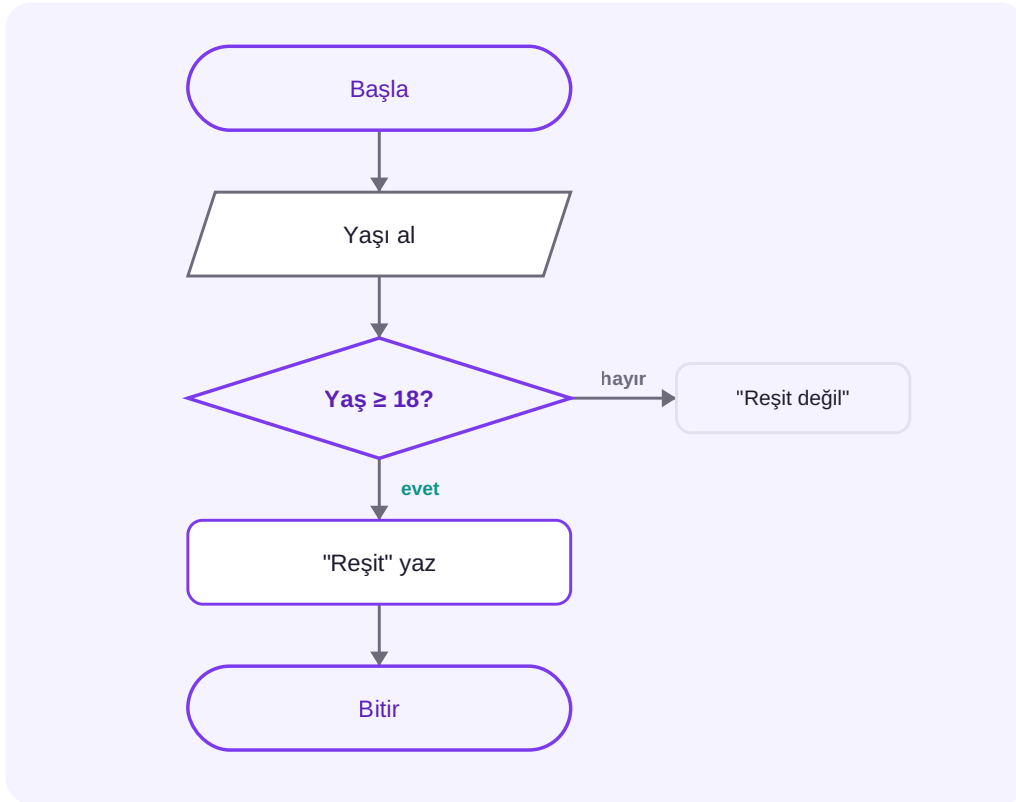 Başla
Yaşı al
Yaş ≥ 18?
hayır
"Reşit değil"
evet
"Reşit" yaz
Bitir